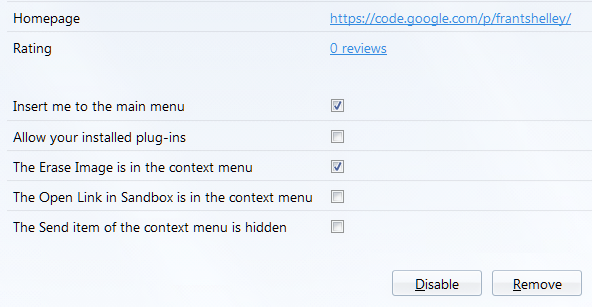 Homepage https://code.google.com/p/frantshelley/
Rating 0 reviews
Insert me to the main menu
Allow your installed plug-ins
The Erase Image is in the context menu
The Open Link in Sandbox is in the context menu
The Send item of the context menu is hidden
Disable Remove